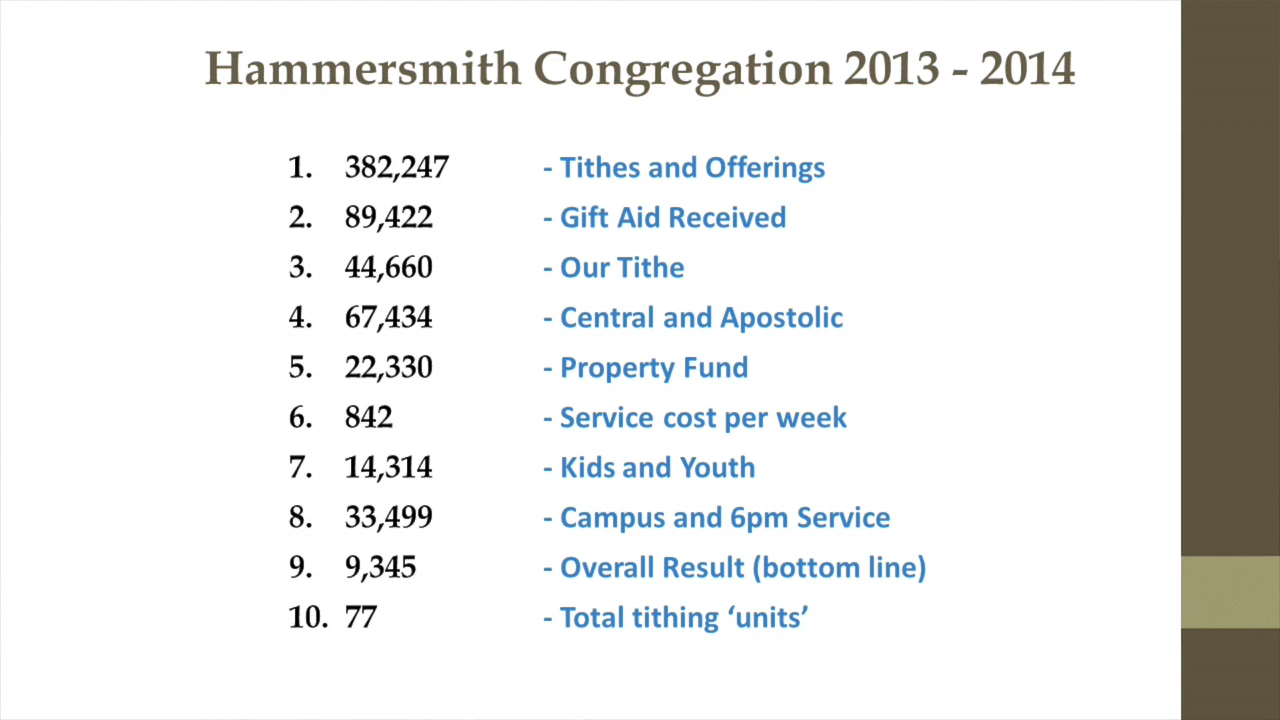 Hammersmith Congregation 2013 - 2014
1. 382,247 - Tithes and Offerings
2. 89,422 - Gift Aid Received
3. 44,660 - Our Tithe
4. 67,434 - Central and Apostolic
5. 22,330 - Property Fund
6. 842 - Service cost per week
7. 14,314 - Kids and Youth
8. 33,499 - Campus and 6pm Service
9. 9,345 - Overall Result (bottom line)
10. 77 - Total tithing ‘units’